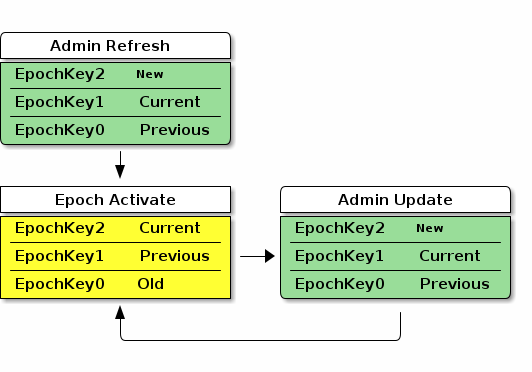 Admin Refresh
EpochKey2 New
EpochKey1 Current
EpochKey0 Previous
Epoch Activate
EpochKey2 Current
EpochKey1 Previous
EpochKey0 Old
Admin Update
EpochKey2 New
EpochKey1 Current
EpochKey0 Previous